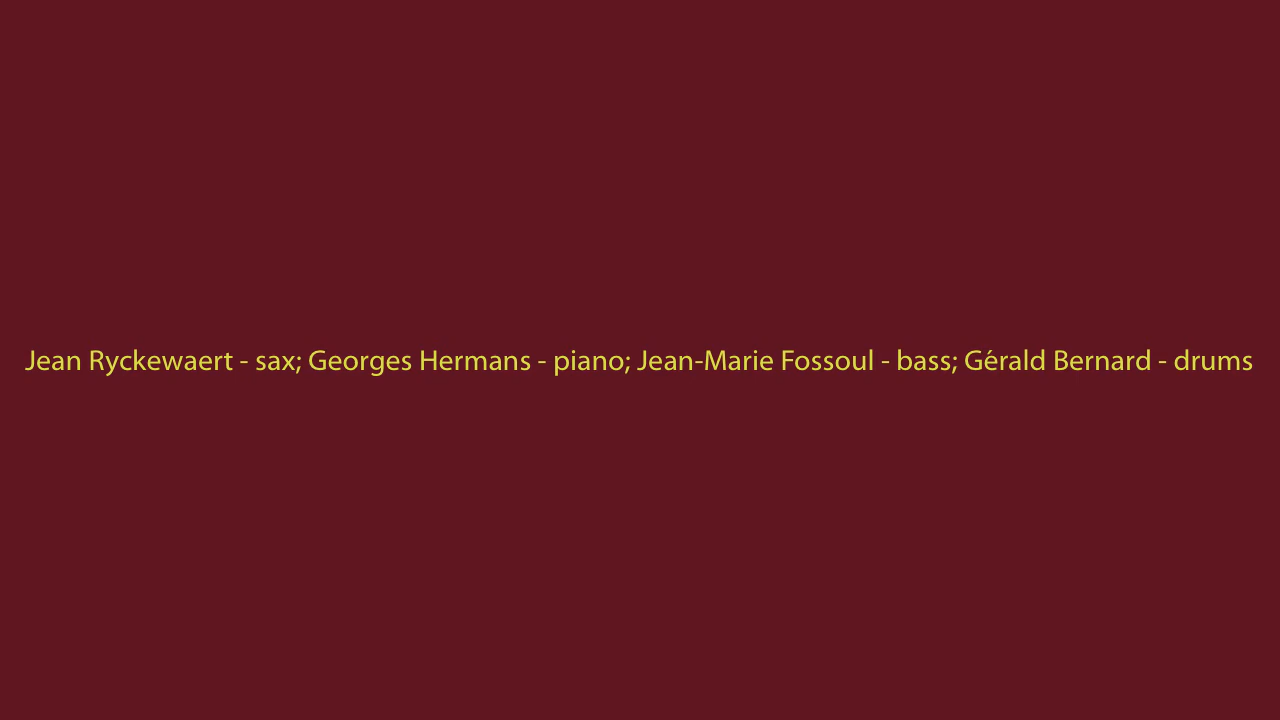 Jean Ryckewaert - sax; Georges Hermans - piano; Jean-Marie Fossoul - bass; Gérald Bernard - drums